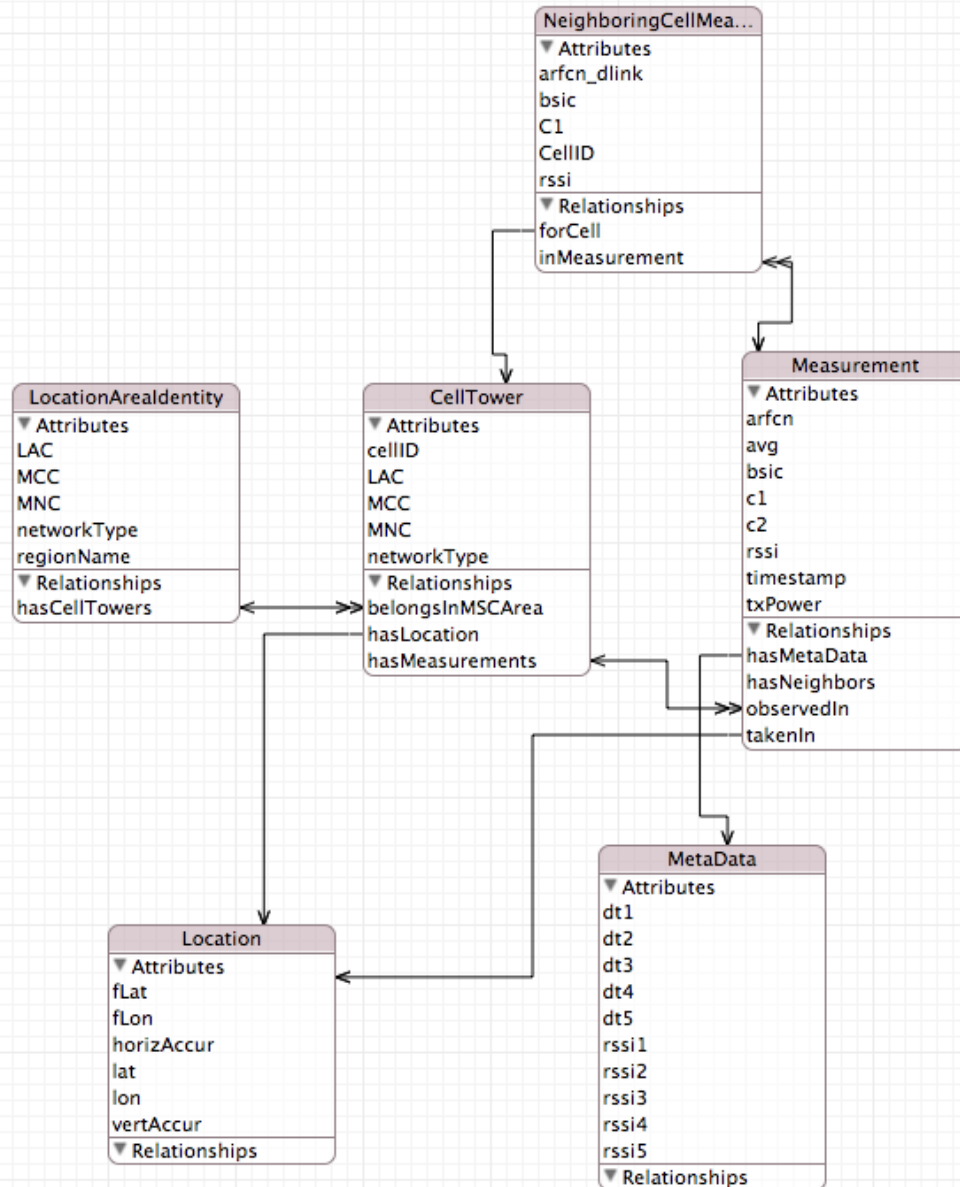 NeighboringCellMea...
Attributes
arfcn_dlink
bsic
C1
CellID
rssi
Relationships
forCell
inMeasurement
LocationAreaIdentity
Attributes
LAC
MCC
MNC
networkType
regionName
Relationships
hasCellTowers
CellTower
Attributes
cellID
LAC
MCC
MNC
networkType
Relationships
belongsInMSCArea
hasLocation
hasMeasurements
Measurement
Attributes
arfcn
avg
bsic
c1
c2
rssi
timestamp
txPower
Relationships
hasMetaData
hasNeighbors
observedIn
takenIn
Location
Attributes
fLat
fLon
horizAccur
lat
lon
vertAccur
Relationships
MetaData
Attributes
dt1
dt2
dt3
dt4
dt5
rssi1
rssi2
rssi3
rssi4
rssi5
Relationships